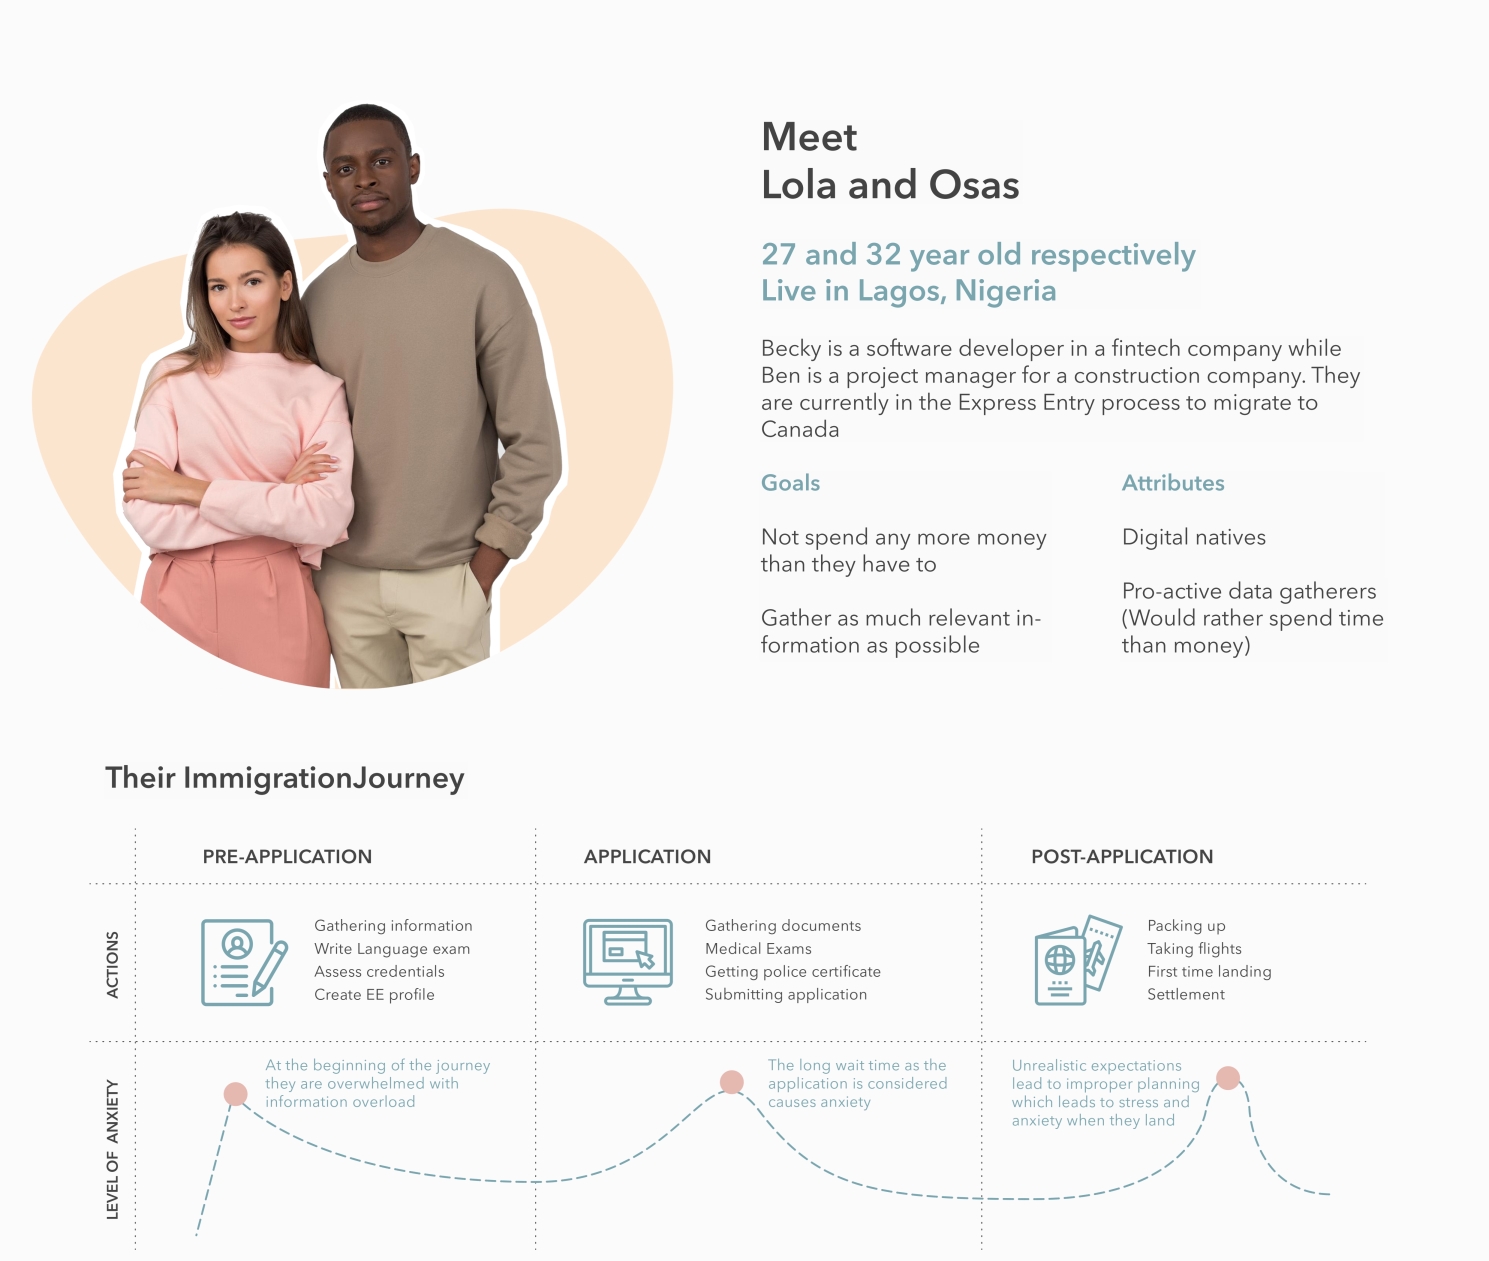 Meet
Lola and Osas
27 and 32 year old respectively
Live in Lagos, Nigeria
Becky is a software developer in a fintech company while
Ben is a project manager for a construction company. They
are currently in the Express Entry process to migrate to
Canada
Goals
Not spend any more money
than they have to
Gather as much relevant in-
formation as possible
Attributes
Digital natives
Pro-active data gatherers
(Would rather spend time
than money)
Their ImmigrationJourney
PRE-APPLICATION
APPLICATION
POST-APPLICATION
ACTIONS
Gathering information
Write Language exam
Assess credentials
Create EE profile
Gathering documents
Medical Exams
Getting police certificate
Submitting application
Packing up
Taking flights
First time landing
Settlement
LEVEL OF ANXIETY
At the beginning of the journey
they are overwhelmed with
information overload
The long wait time as the
application is considered
causes anxiety
Unrealistic expectations
lead to improper planning
which leads to stress and
anxiety when they land